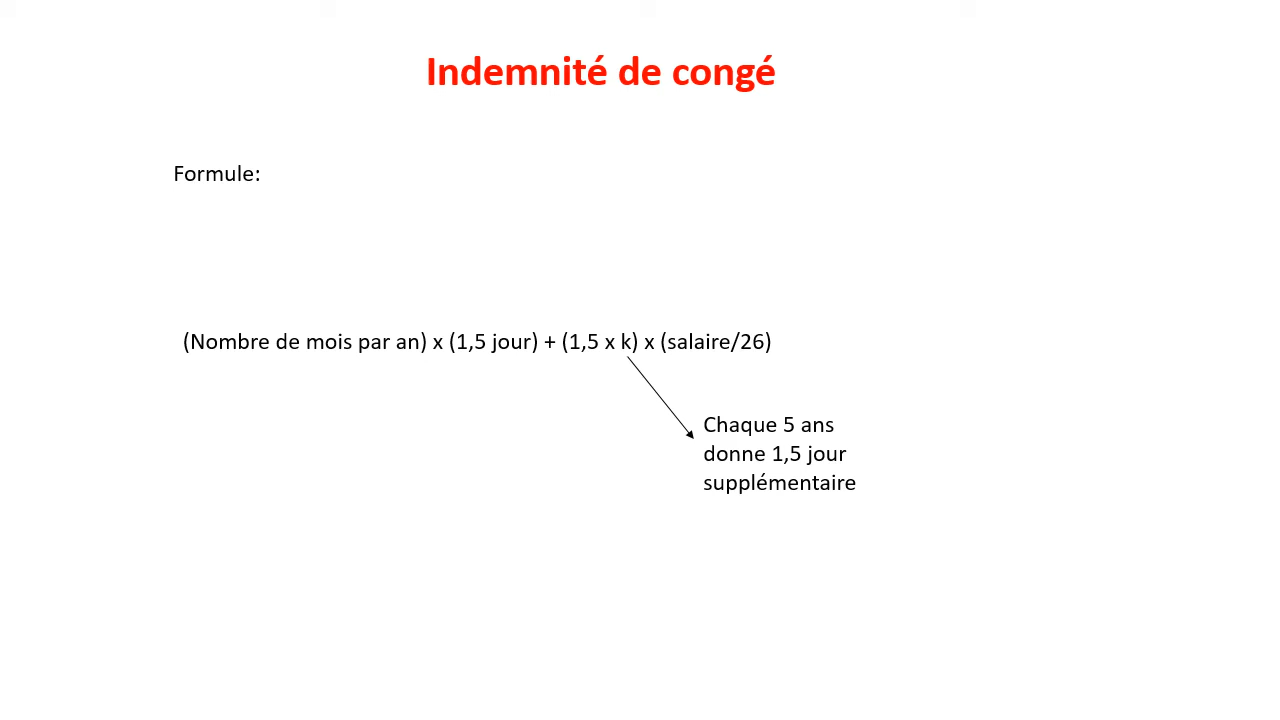 Indemnité de congé
Formule:
(Nombre de mois par an) x (1,5 jour) + (1,5 x k) x (salaire/26)
Chaque 5 ans
donne 1,5 jour
supplémentaire